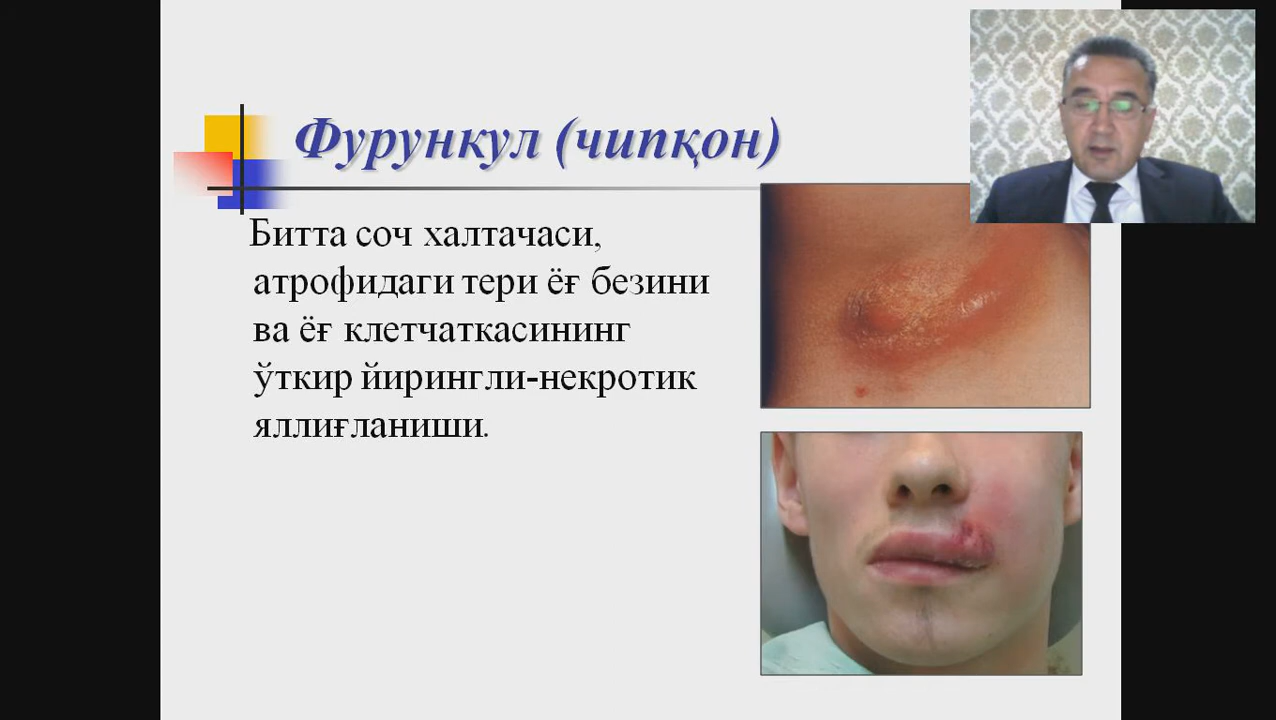 Фурункул (чипқон)
Битта соч халтачаси,
атрофидаги тери ёғ безини
ва ёғ клетчаткасининг
ўткир йирингли-некротик
яллиғланиши.